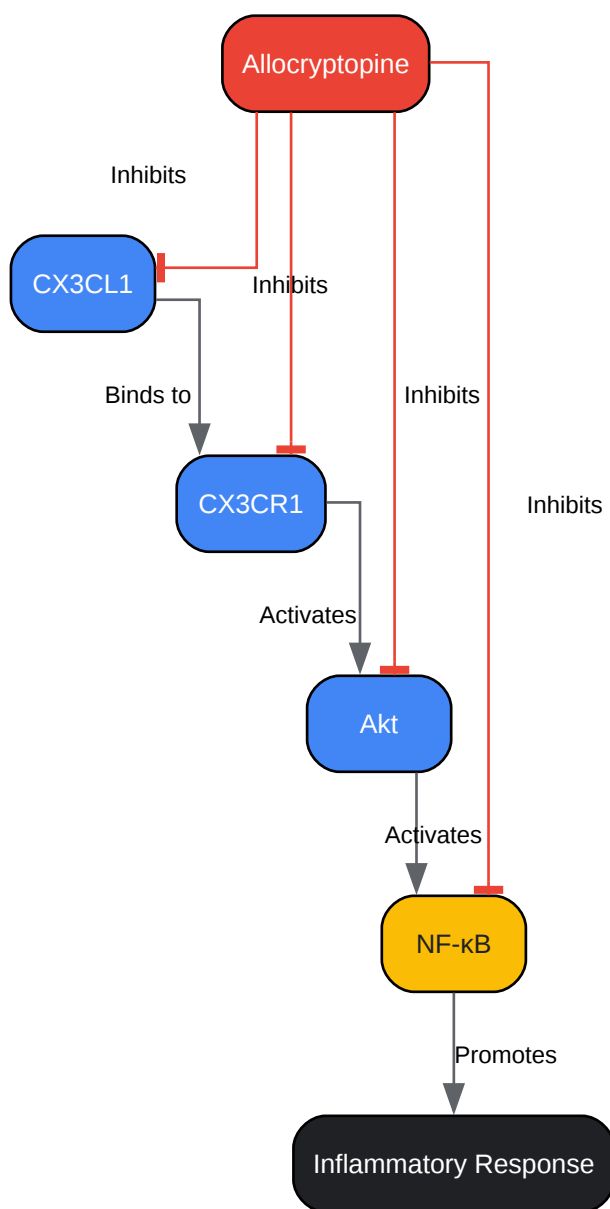 Allocryptopine
Inhibits
CX3CL1
Inhibits
Binds to
Inhibits
CX3CR1
Inhibits
Activates
Akt
Activates
NF-κB
Promotes
Inflammatory Response